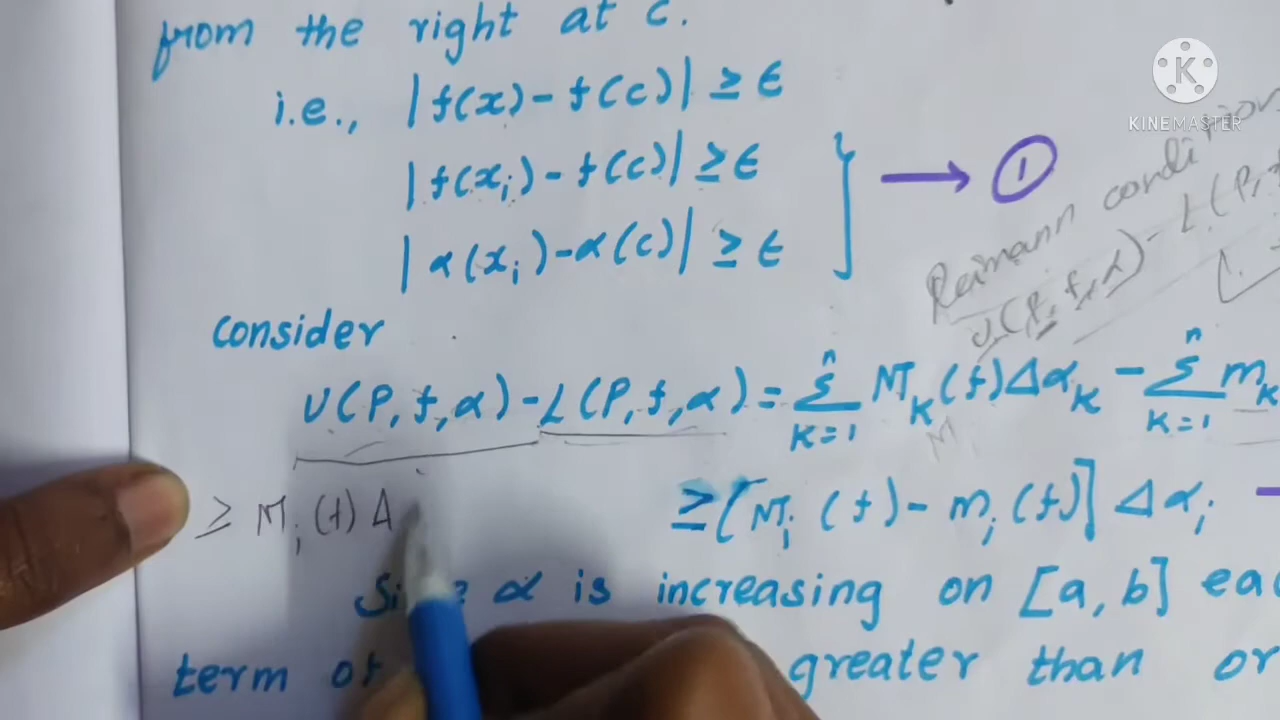 from the right at c.
i.e., |f(x) - f(c)| ≥ ϵ
|f(x_i) - f(c)| ≥ ϵ
|α(x_i) - α(c)| ≥ ϵ } → ①
Reimann condition
U(P, f, α) - L(P, f
consider
U(P, f, α) - L(P, f, α) = Σ_{K=1}^{n} M_K (f) Δα_K - Σ_{K=1}^{n} m_K
M
≥ M_i (f) Δ
≥ [M_i (f) - m_i (f)] Δα_i
α is increasing on [a, b]
term of greater than or
K
KINEMASTER